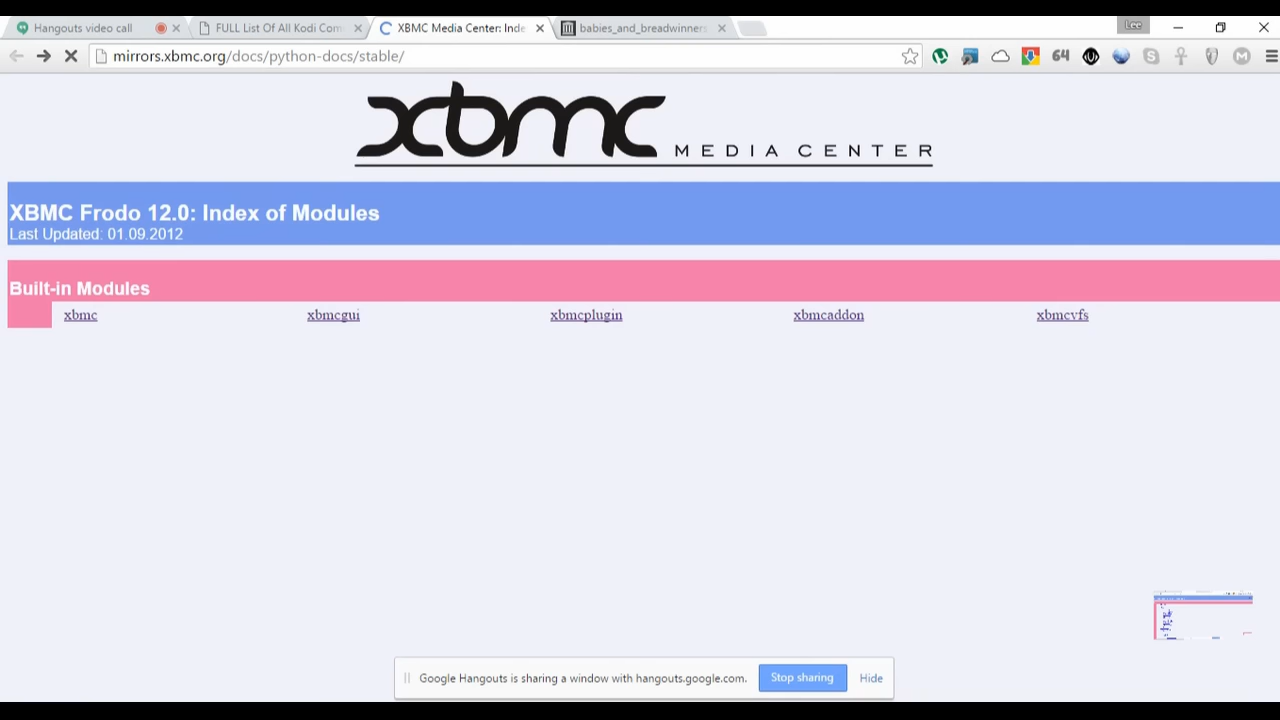 Hangouts video call
FULL List Of All Kodi Com
XBMC Media Center: Inde
babies_and_breadwinners
Lee
mirrors.xbmc.org/docs/python-docs/stable/
64
xbmc MEDIA CENTER
XBMC Frodo 12.0: Index of Modules
Last Updated: 01.09.2012
Built-in Modules
xbmc xbmcgui xbmcplugin xbmcaddon xbmcvfs
Google Hangouts is sharing a window with hangouts.google.com. Stop sharing Hide